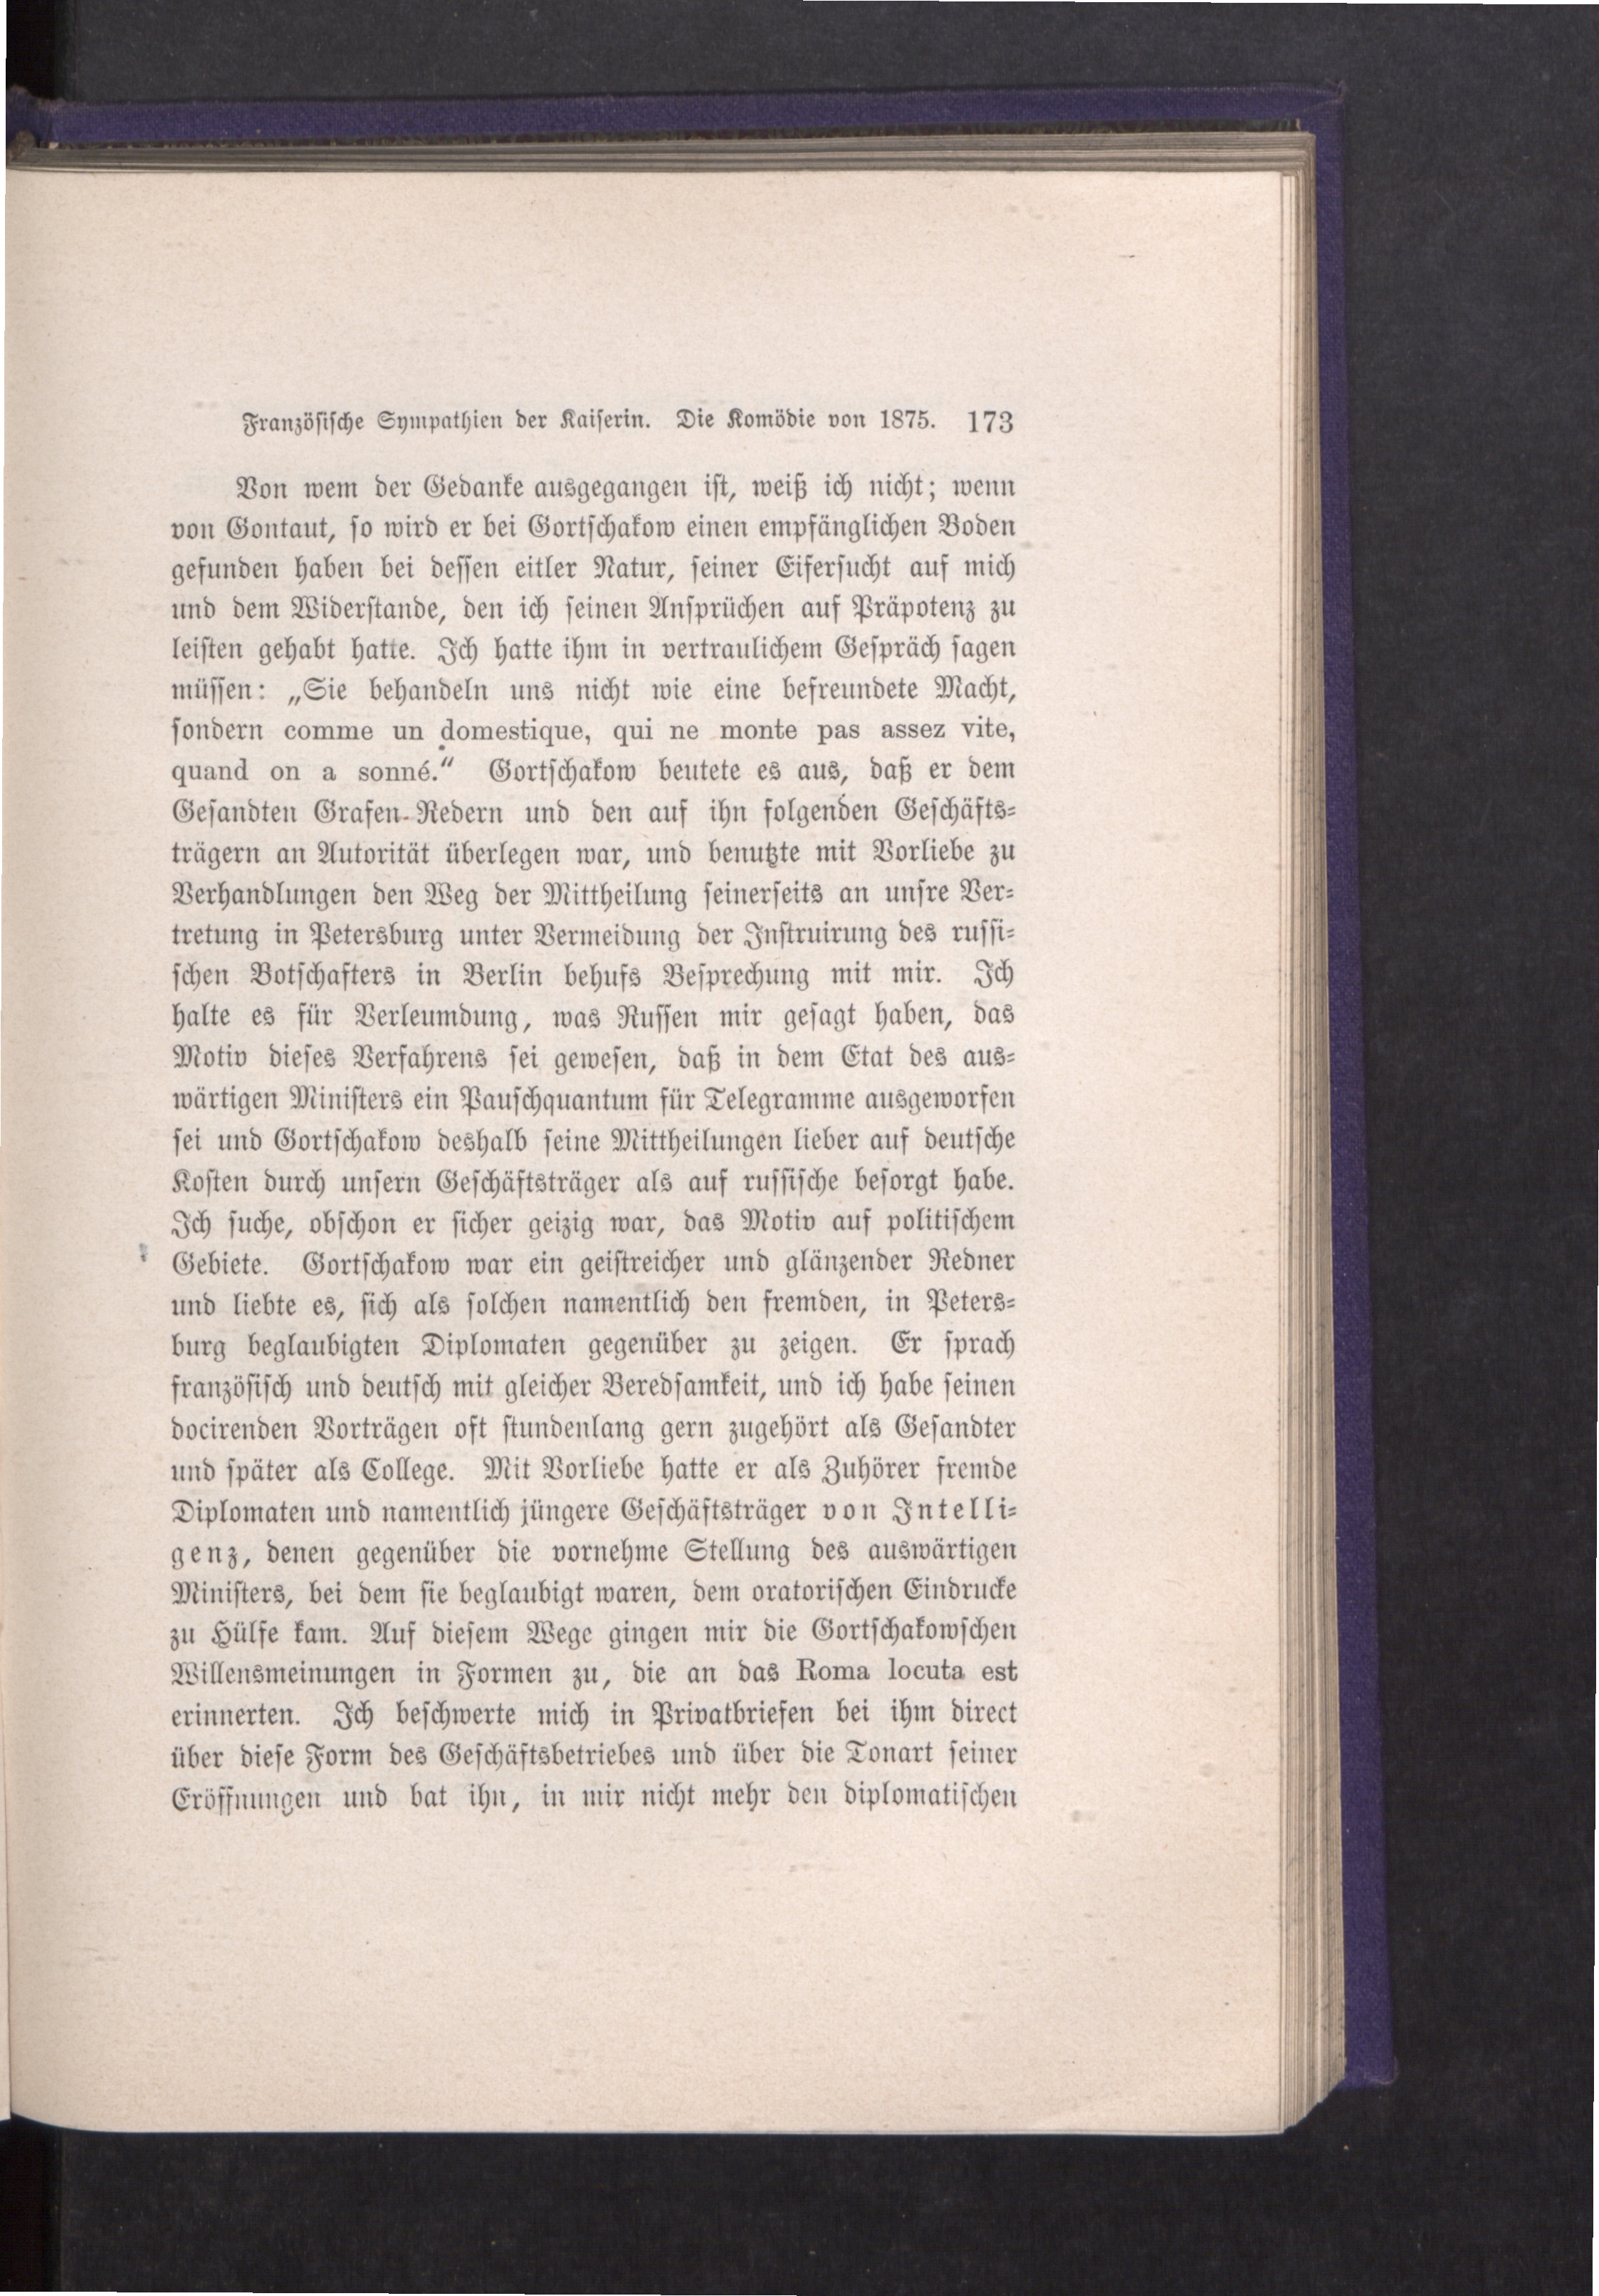 Französische Sympathien der Kaiserin. Die Komödie von 1875. 173
Von wem der Gedanke ausgegangen ist, weiß ich nicht; wenn
von Gontaut, so wird er bei Gortschakow einen empfänglichen Boden
gefunden haben bei dessen eitler Natur, seiner Eifersucht auf mich
und dem Widerstande, den ich seinen Ansprüchen auf Präpotenz zu
leisten gehabt hatte. Ich hatte ihm in vertraulichem Gespräch sagen
müssen: „Sie behandeln uns nicht wie eine befreundete Macht,
sondern comme un domestique, qui ne monte pas assez vite,
quand on a sonné.“ Gortschakow beutete es aus, daß er dem
Gesandten Grafen Redern und den auf ihn folgenden Geschäfts-
trägern an Autorität überlegen war, und benutzte mit Vorliebe zu
Verhandlungen den Weg der Mittheilung seinerseits an unsre Ver-
tretung in Petersburg unter Vermeidung der Instruirung des russi-
schen Botschafters in Berlin behufs Besprechung mit mir. Ich
halte es für Verleumdung, was Russen mir gesagt haben, das
Motiv dieses Verfahrens sei gewesen, daß in dem Etat des aus-
wärtigen Ministers ein Pauschquantum für Telegramme ausgeworfen
sei und Gortschakow deshalb seine Mittheilungen lieber auf deutsche
Kosten durch unsern Geschäftsträger als auf russische besorgt habe.
Ich suche, obschon er sicher geizig war, das Motiv auf politischem
Gebiete. Gortschakow war ein geistreicher und glänzender Redner
und liebte es, sich als solchen namentlich den fremden, in Peters-
burg beglaubigten Diplomaten gegenüber zu zeigen. Er sprach
französisch und deutsch mit gleicher Beredsamkeit, und ich habe seinen
docirenden Vorträgen oft stundenlang gern zugehört als Gesandter
und später als College. Mit Vorliebe hatte er als Zuhörer fremde
Diplomaten und namentlich jüngere Geschäftsträger von Intelli-
genz, denen gegenüber die vornehme Stellung des auswärtigen
Ministers, bei dem sie beglaubigt waren, dem oratorischen Eindrucke
zu Hülfe kam. Auf diesem Wege gingen mir die Gortschakowschen
Willensmeinungen in Formen zu, die an das Roma locuta est
erinnerten. Ich beschwerte mich in Privatbriefen bei ihm direct
über diese Form des Geschäftsbetriebes und über die Tonart seiner
Eröffnungen und bat ihn, in mir nicht mehr den diplomatischen